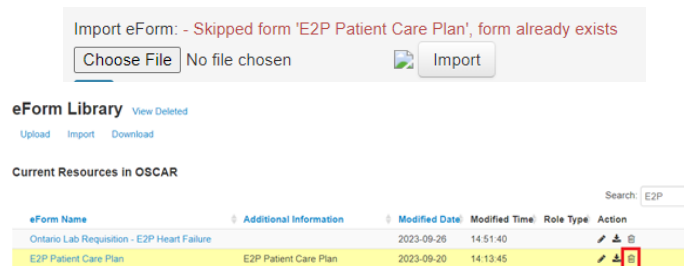 Import eForm: - Skipped form 'E2P Patient Care Plan', form already exists
Choose File No file chosen Import
eForm Library View Deleted
Upload Import Download
Current Resources in OSCAR
Search: E2P
eForm Name Additional Information Modified Date Modified Time Role Type Action
Ontario Lab Requisition - E2P Heart Failure 2023-09-26 14:51:40
E2P Patient Care Plan E2P Patient Care Plan 2023-09-20 14:13:45